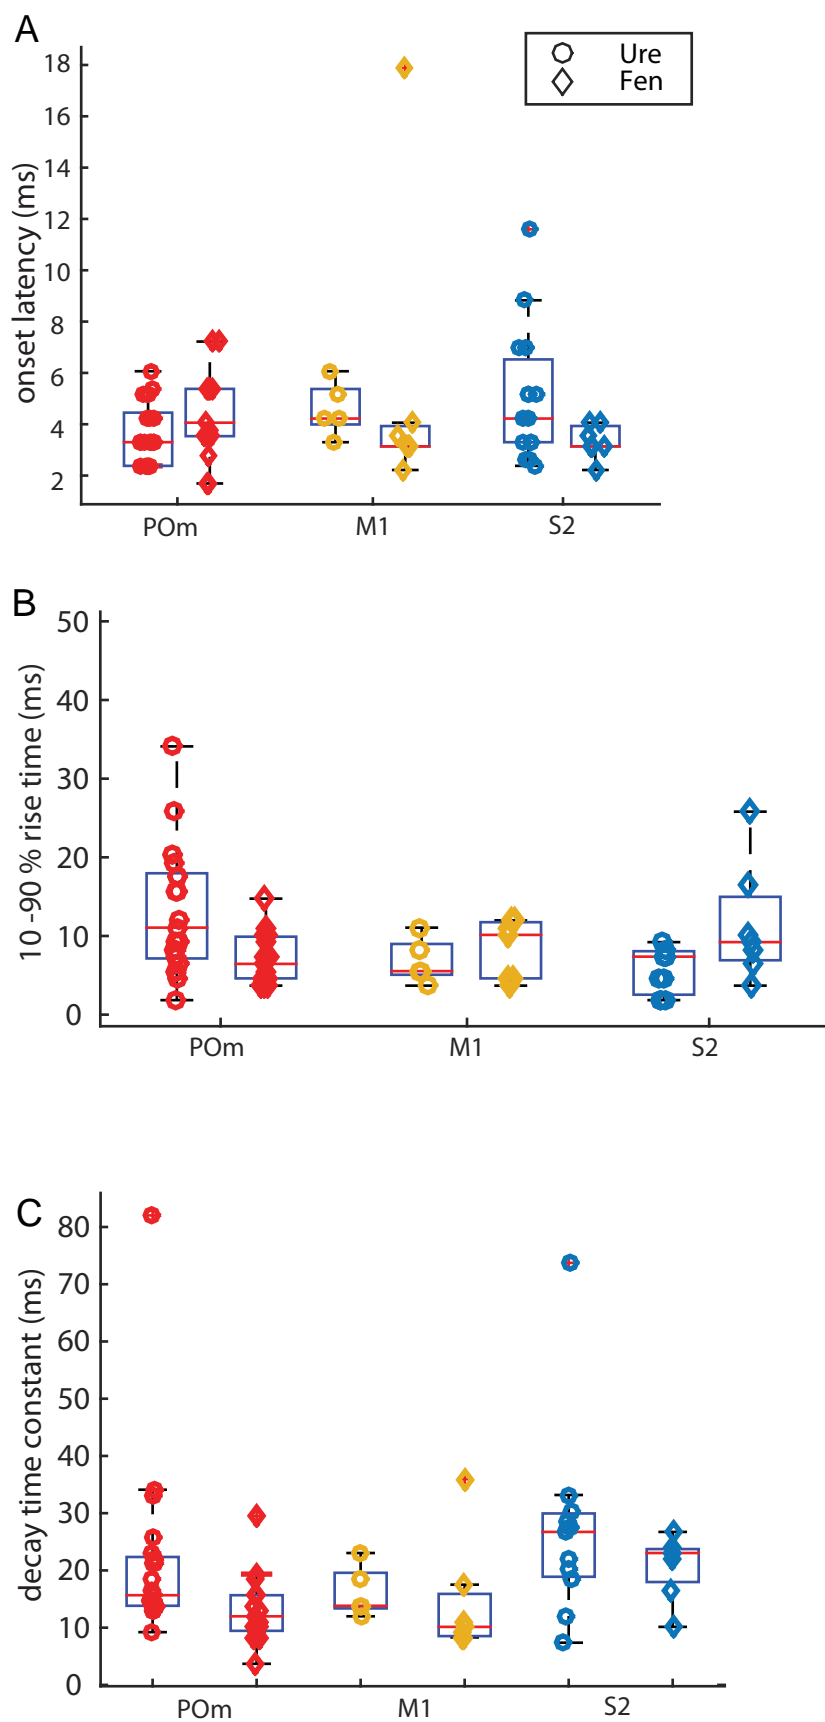 A
Ure
Fen
onset latency (ms)
18
16
14
12
10
8
6
4
2
POm M1 S2
B
10 -90 % rise time (ms)
50
40
30
20
10
0
POm M1 S2
C
decay time constant (ms)
80
70
60
50
40
30
20
10
0
POm M1 S2